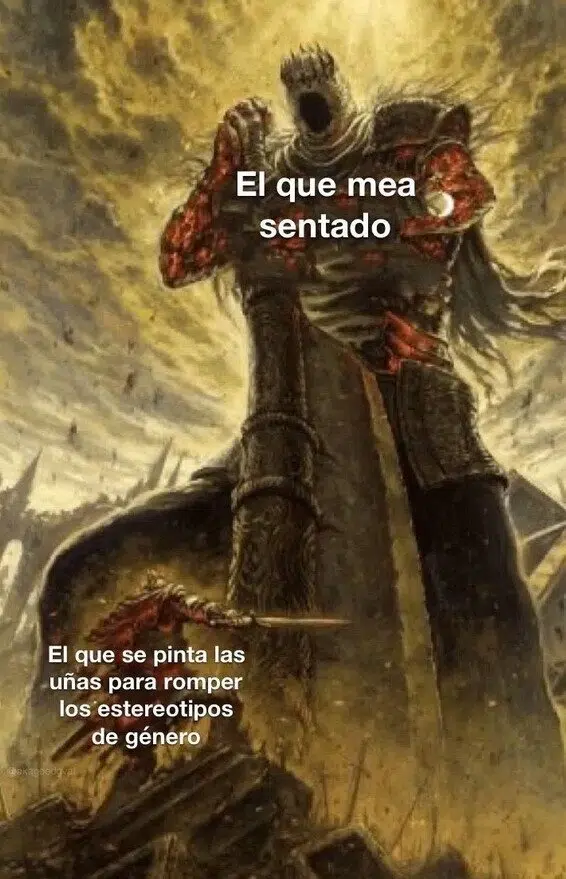 El que mea
sentado
El que se pinta las
uñas para romper
los estereotipos
de género